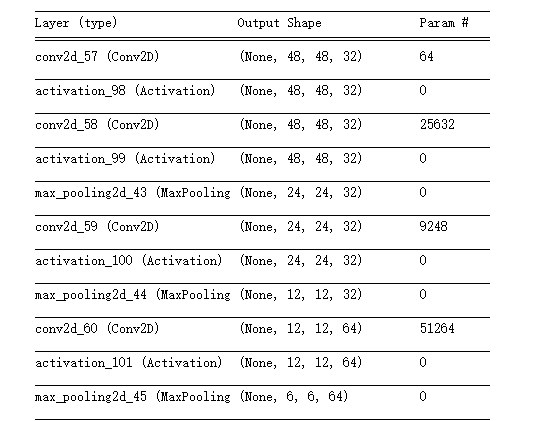 Layer (type) Output Shape Param #
conv2d_57 (Conv2D) (None, 48, 48, 32) 64
activation_98 (Activation) (None, 48, 48, 32) 0
conv2d_58 (Conv2D) (None, 48, 48, 32) 25632
activation_99 (Activation) (None, 48, 48, 32) 0
max_pooling2d_43 (MaxPooling (None, 24, 24, 32) 0
conv2d_59 (Conv2D) (None, 24, 24, 32) 9248
activation_100 (Activation) (None, 24, 24, 32) 0
max_pooling2d_44 (MaxPooling (None, 12, 12, 32) 0
conv2d_60 (Conv2D) (None, 12, 12, 64) 51264
activation_101 (Activation) (None, 12, 12, 64) 0
max_pooling2d_45 (MaxPooling (None, 6, 6, 64) 0